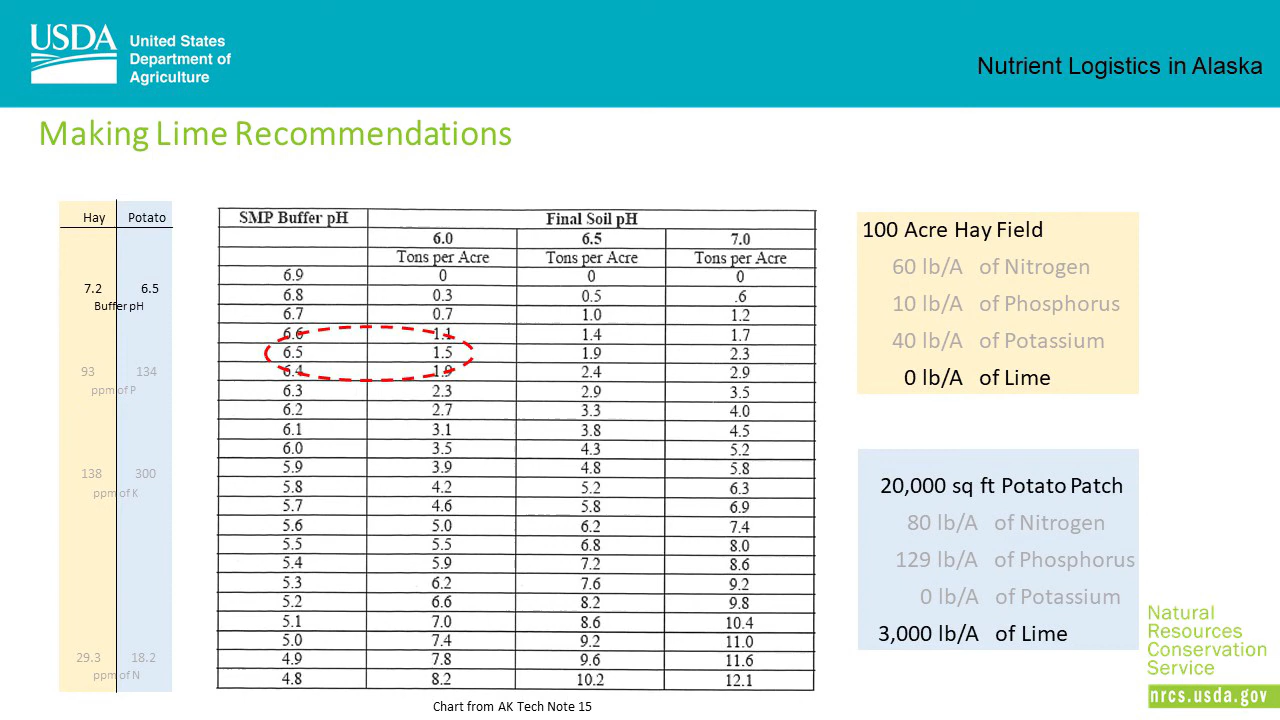 USDA
United States
Department of
Agriculture
Nutrient Logistics in Alaska
Making Lime Recommendations
Hay Potato
7.2 6.5
Buffer pH
93 134
ppm of P
138 300
ppm of K
29.3 18.2
ppm of N
SMP Buffer pH Final Soil pH
6.0 6.5 7.0
Tons per Acre Tons per Acre Tons per Acre
6.9 0 0 0
6.8 0.3 0.5 .6
6.7 0.7 1.0 1.2
6.6 1.1 1.4 1.7
6.5 1.5 1.9 2.3
6.4 1.9 2.4 2.9
6.3 2.3 2.9 3.5
6.2 2.7 3.3 4.0
6.1 3.1 3.8 4.5
6.0 3.5 4.3 5.2
5.9 3.9 4.8 5.8
5.8 4.2 5.2 6.3
5.7 4.6 5.8 6.9
5.6 5.0 6.2 7.4
5.5 5.5 6.8 8.0
5.4 5.9 7.2 8.6
5.3 6.2 7.6 9.2
5.2 6.6 8.2 9.8
5.1 7.0 8.6 10.4
5.0 7.4 9.2 11.0
4.9 7.8 9.6 11.6
4.8 8.2 10.2 12.1
Chart from AK Tech Note 15
100 Acre Hay Field
60 lb/A of Nitrogen
10 lb/A of Phosphorus
40 lb/A of Potassium
0 lb/A of Lime
20,000 sq ft Potato Patch
80 lb/A of Nitrogen
129 lb/A of Phosphorus
0 lb/A of Potassium
3,000 lb/A of Lime
Natural
Resources
Conservation
Service
nrcs.usda.gov